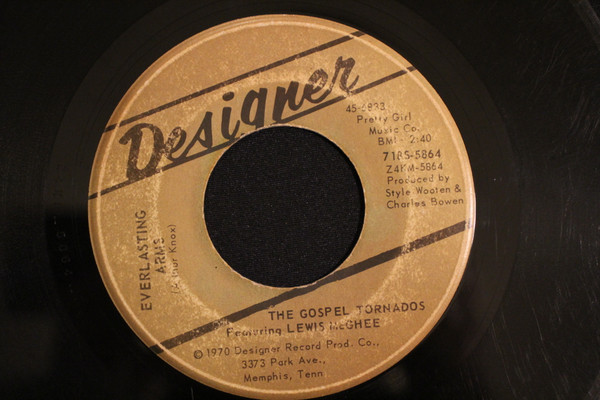 Designer
45-6833
Pretty Girl
Music Co.
BMI - 2:40
7185-5864
Z4KM-5864
Produced by
Style Wooten &
Charles Bowen
EVERLASTING
ARMS
(Arthur Knox)
THE GOSPEL TORNADOS
Featuring LEWIS McGHEE
© 1970 Designer Record Prod. Co.,
3373 Park Ave.,
Memphis, Tenn